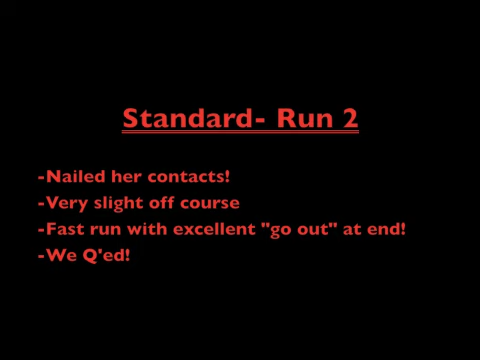 Standard- Run 2
-Nailed her contacts!
-Very slight off course
-Fast run with excellent "go out" at end!
-We Q'ed!